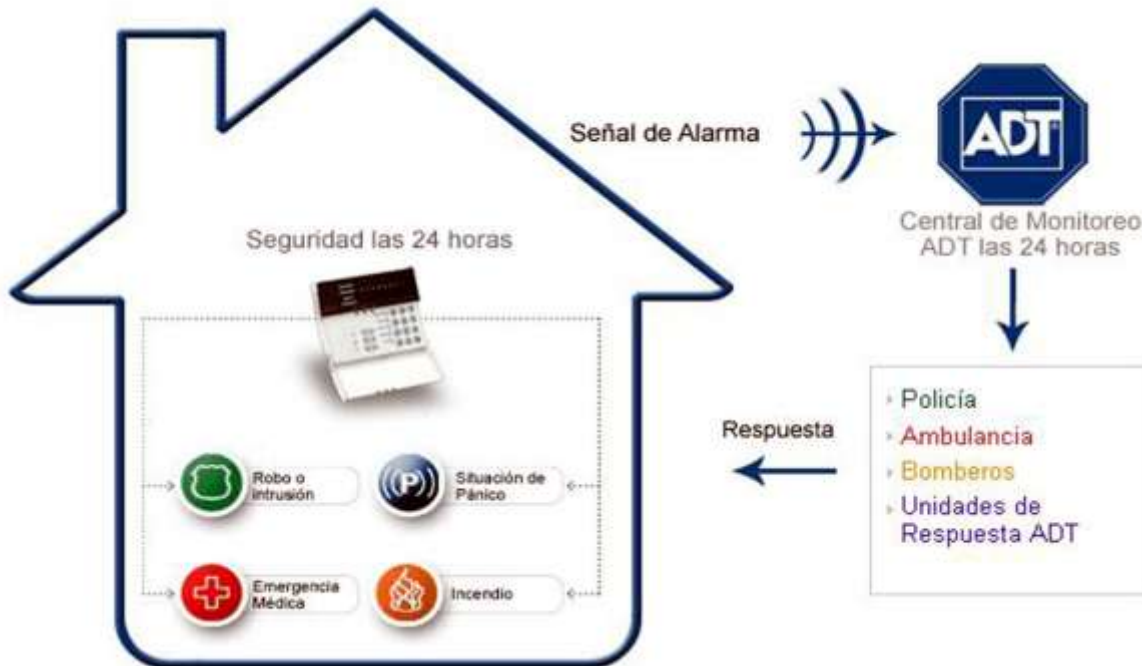 Señal de Alarma
ADT
Central de Monitoreo
ADT las 24 horas
Seguridad las 24 horas
Robo o
intrusión
Situación de
Pánico
Emergencia
Médica
Incendio
Respuesta
Policía
Ambulancia
Bomberos
Unidades de
Respuesta ADT